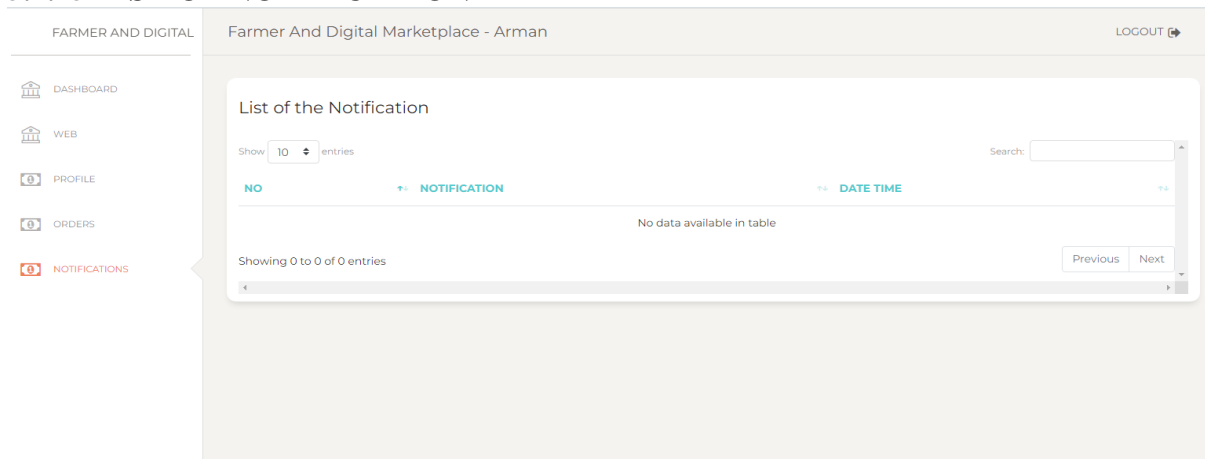 FARMER AND DIGITAL
Farmer And Digital Marketplace - Arman
LOGOUT
DASHBOARD
WEB
PROFILE
ORDERS
NOTIFICATIONS
List of the Notification
Show 10 entries
Search:
NO NOTIFICATION DATE TIME
No data available in table
Showing 0 to 0 of 0 entries
Previous Next